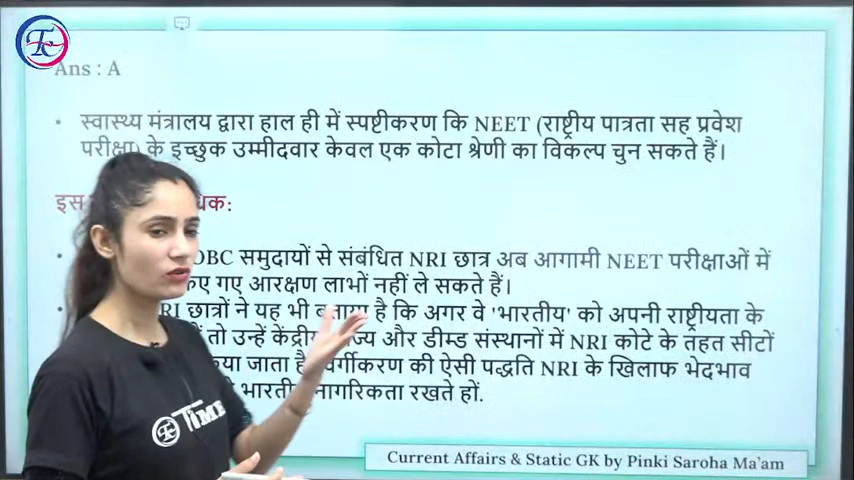 Ans : A
• स्वास्थ्य मंत्रालय द्वारा हाल ही में स्पष्टीकरण कि NEET (राष्ट्रीय पात्रता सह प्रवेश
परीक्षा) के इच्छुक उम्मीदवार केवल एक कोटा श्रेणी का विकल्प चुन सकते हैं।
इस
• OBC समुदायों से संबंधित NRI छात्र अब आगामी NEET परीक्षाओं में
गए आरक्षण लाभों नहीं ले सकते हैं।
छात्रों ने यह भी बताया है कि अगर वे 'भारतीय' को अपनी राष्ट्रीयता के
तो उन्हें केंद्रीय राज्य और डीम्ड संस्थानों में NRI कोटे के तहत सीटों
जाता है वर्गीकरण की ऐसी पद्धति NRI के खिलाफ भेदभाव
भारतीय नागरिकता रखते हों.
TIME
Current Affairs & Static GK by Pinki Saroha Ma'am